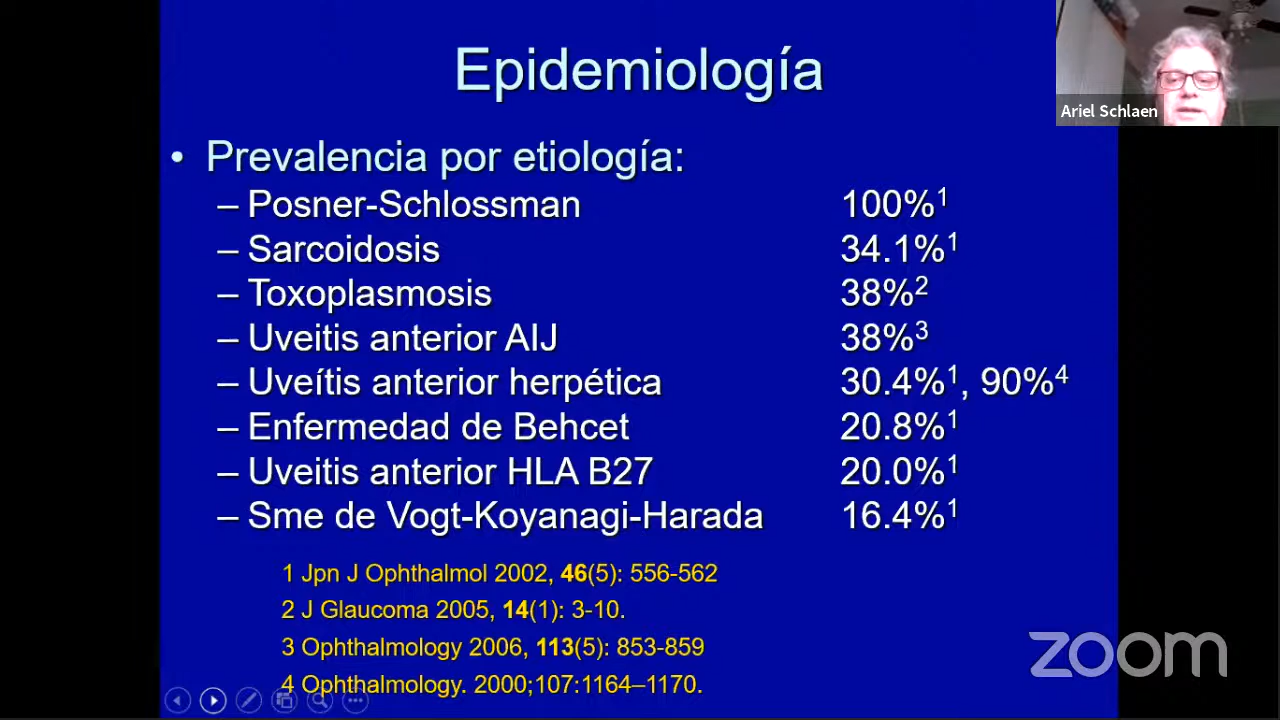 Epidemiología
Ariel Schlaen
• Prevalencia por etiología:
– Posner-Schlossman 100%¹
– Sarcoidosis 34.1%¹
– Toxoplasmosis 38%²
– Uveitis anterior AIJ 38%³
– Uveítis anterior herpética 30.4%¹, 90%⁴
– Enfermedad de Behcet 20.8%¹
– Uveitis anterior HLA B27 20.0%¹
– Sme de Vogt-Koyanagi-Harada 16.4%¹
1 Jpn J Ophthalmol 2002, 46(5): 556-562
2 J Glaucoma 2005, 14(1): 3-10.
3 Ophthalmology 2006, 113(5): 853-859
4 Ophthalmology. 2000;107:1164–1170.
zoom